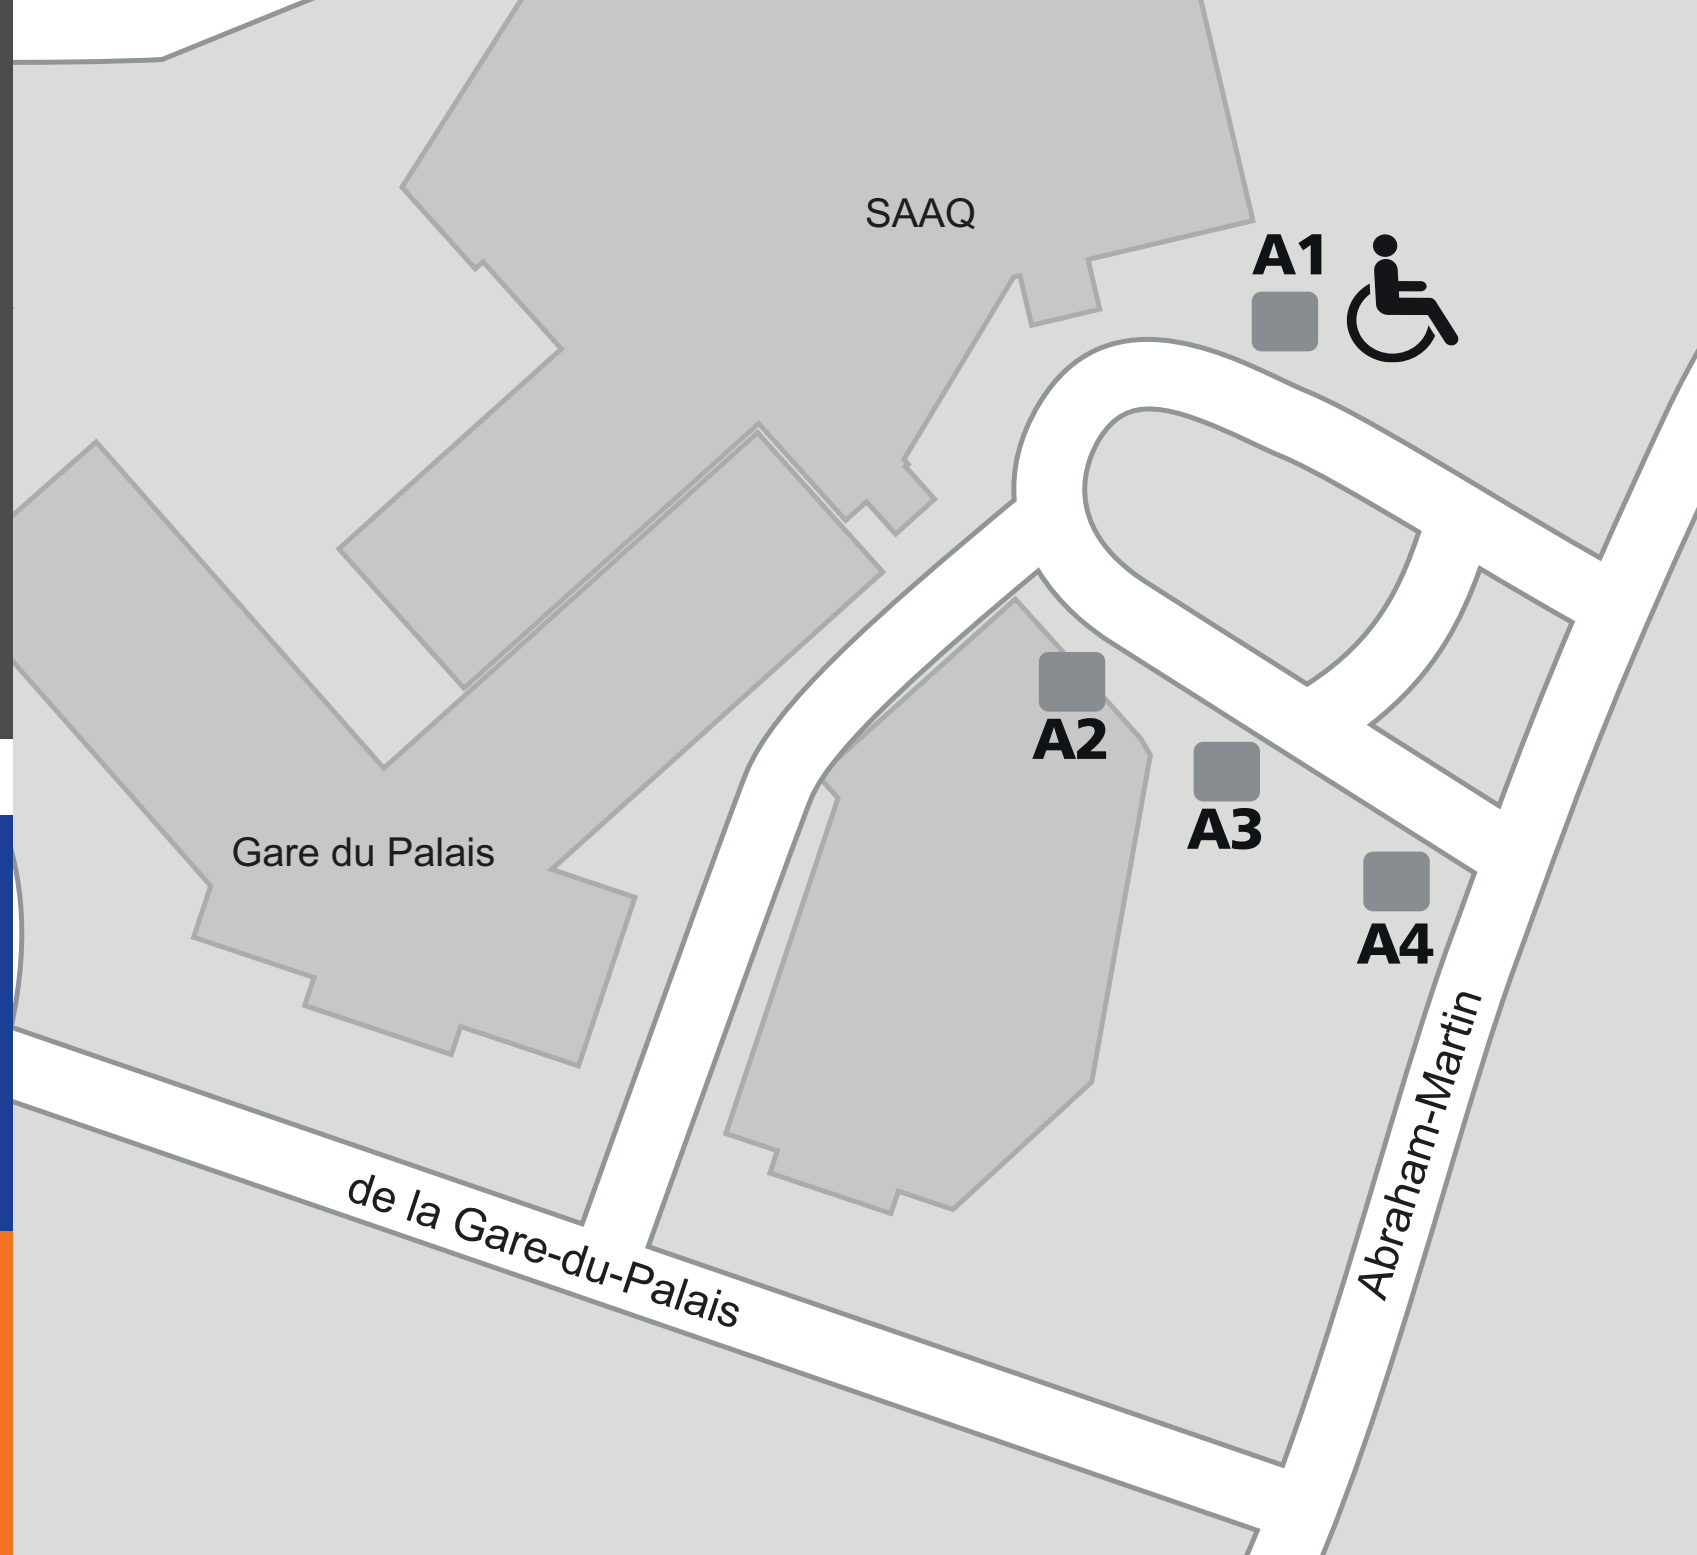 SAAQ
A1
A2
A3
Gare du Palais
A4
Abraham-Martin
de la Gare-du-Palais